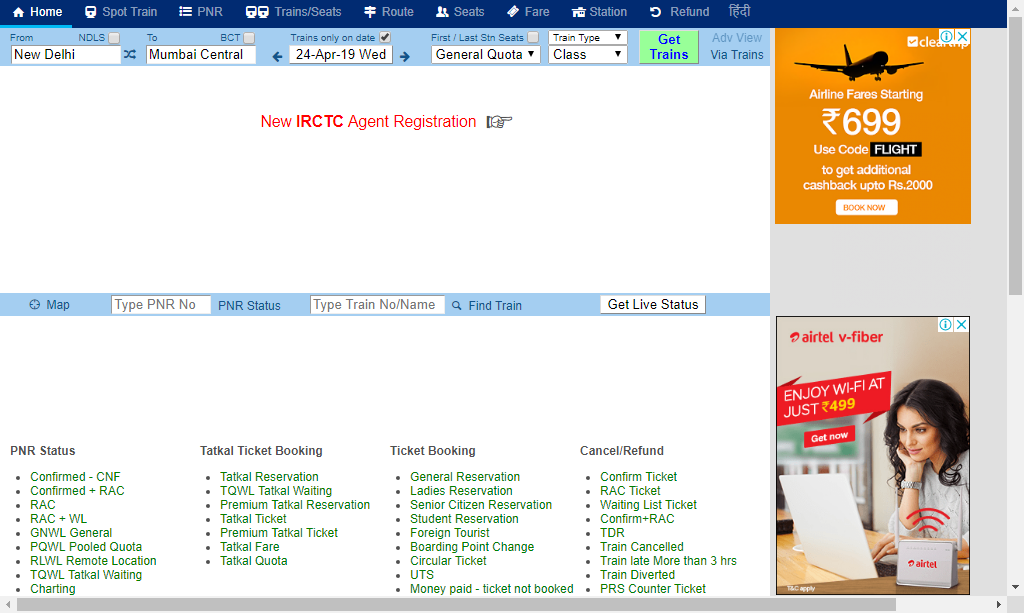 Home Spot Train PNR Trains/Seats Route Seats Fare Station Refund हिंदी
From NDLS To BCT Trains only on date First / Last Stn Seats Train Type Get Trains Adv View
New Delhi Mumbai Central 24-Apr-19 Wed General Quota Class Via Trains
New IRCTC Agent Registration
Map Type PNR No PNR Status Type Train No/Name Find Train Get Live Status
PNR Status
Confirmed - CNF
Confirmed + RAC
RAC
RAC + WL
GNWL General
PQWL Pooled Quota
RLWL Remote Location
TQWL Tatkal Waiting
Charting
Tatkal Ticket Booking
Tatkal Reservation
TQWL Tatkal Waiting
Premium Tatkal Reservation
Tatkal Ticket
Premium Tatkal Ticket
Tatkal Fare
Tatkal Quota
Ticket Booking
General Reservation
Ladies Reservation
Senior Citizen Reservation
Student Reservation
Foreign Tourist
Boarding Point Change
Circular Ticket
UTS
Money paid - ticket not booked
Cancel/Refund
Confirm Ticket
RAC Ticket
Waiting List Ticket
Confirm+RAC
TDR
Train Cancelled
Train late More than 3 hrs
Train Diverted
PRS Counter Ticket
Airline Fares Starting
₹699
Use Code FLIGHT
to get additional
cashback upto Rs.2000
BOOK NOW
airtel v-fiber
ENJOY WI-FI AT
JUST ₹499
Get now
airtel
T&C apply